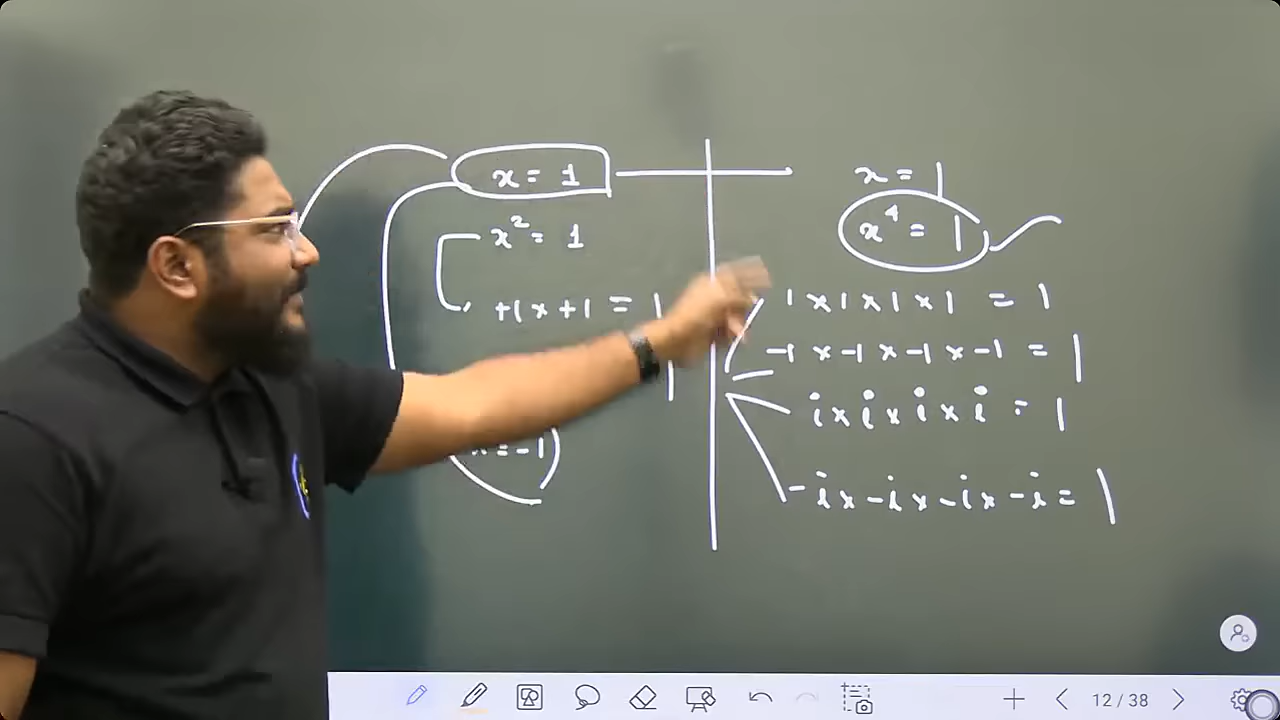 x = 1
x² = 1
+1 x +1 = 1
x = -1
x = 1
x⁴ = 1
1 x 1 x 1 x 1 = 1
-1 x -1 x -1 x -1 = 1
i x i x i x i = 1
-i x -i x -i x -i = 1
12 / 38